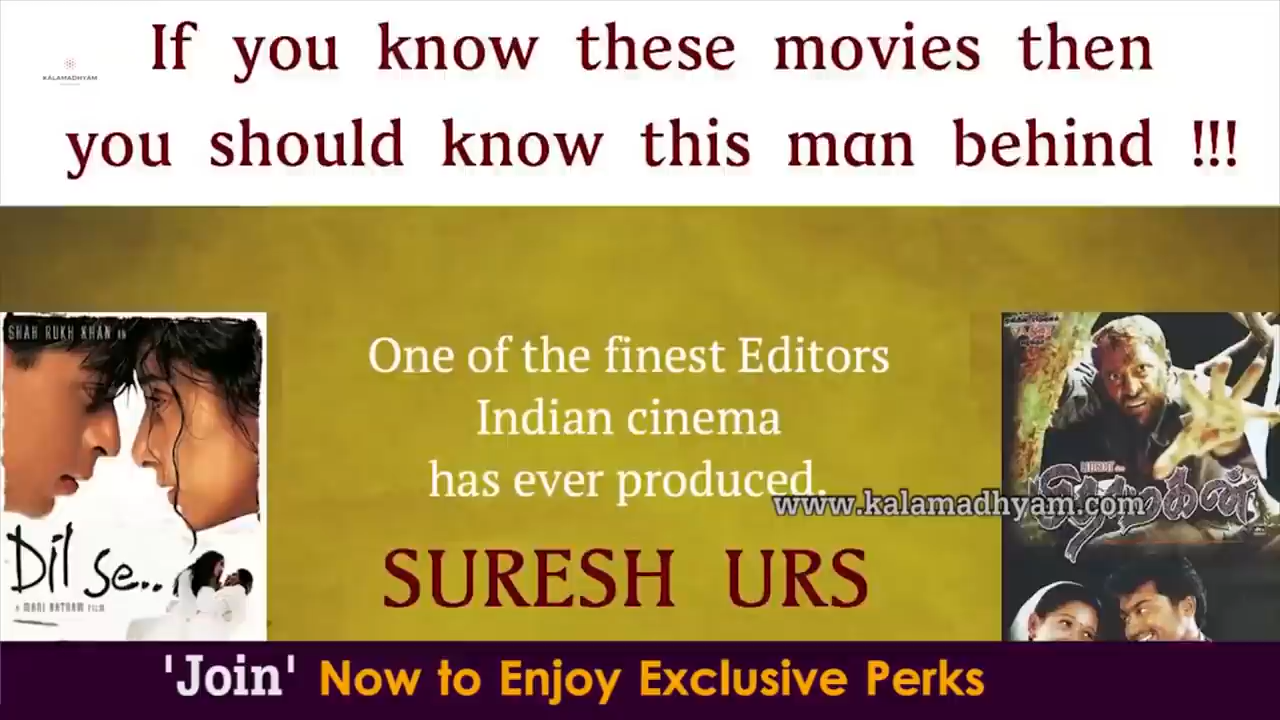 If you know these movies then
KALAMADHYAM
you should know this man behind !!!
SHAH RUKH KHAN IN
One of the finest Editors
Indian cinema
has ever produced.
www.kalamadhyam.com
பிதாமகன்
Dil se..
A MANI RATNAM FILM
SURESH URS
'Join' Now to Enjoy Exclusive Perks